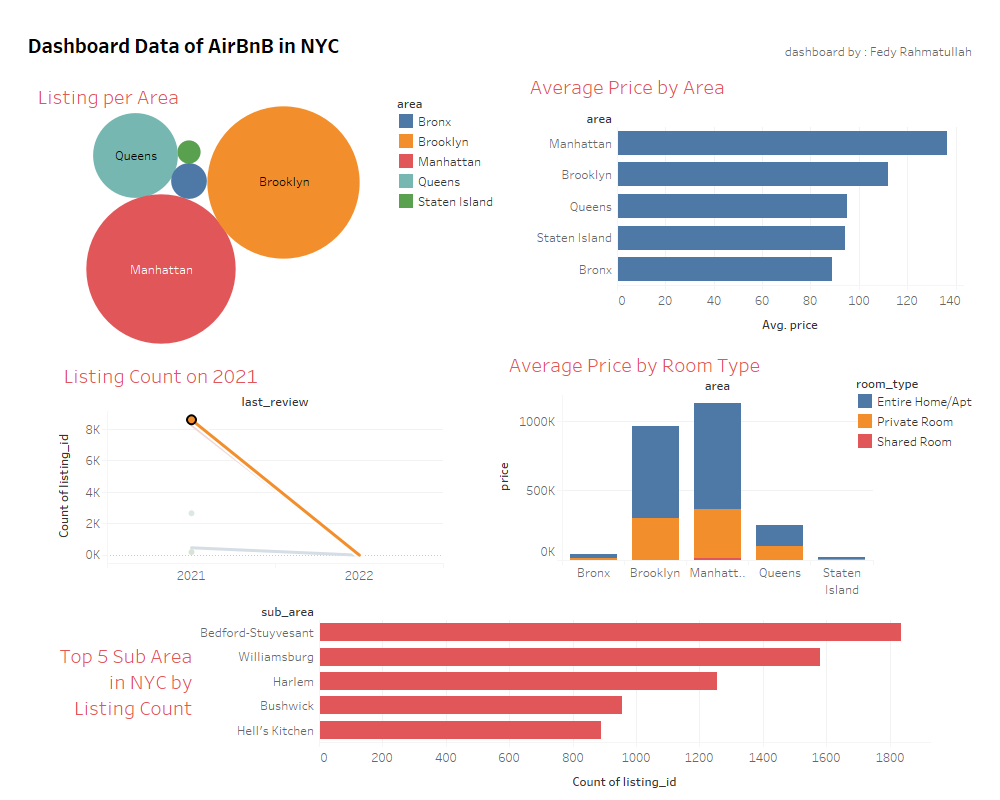 Dashboard Data of AirBnB in NYC
dashboard by : Fedy Rahmatullah
Listing per Area
Queens
Brooklyn
Manhattan
area
Bronx
Brooklyn
Manhattan
Queens
Staten Island
Average Price by Area
area
Manhattan
Brooklyn
Queens
Staten Island
Bronx
0 20 40 60 80 100 120 140
Avg. price
Listing Count on 2021
last_review
Count of listing_id
8K
6K
4K
2K
0K
2021 2022
Average Price by Room Type
area
price
1000K
500K
0K
Bronx Brooklyn Manhatt.. Queens Staten
Island
room_type
Entire Home/Apt
Private Room
Shared Room
Top 5 Sub Area
in NYC by
Listing Count
sub_area
Bedford-Stuyvesant
Williamsburg
Harlem
Bushwick
Hell's Kitchen
0 200 400 600 800 1000 1200 1400 1600 1800
Count of listing_id